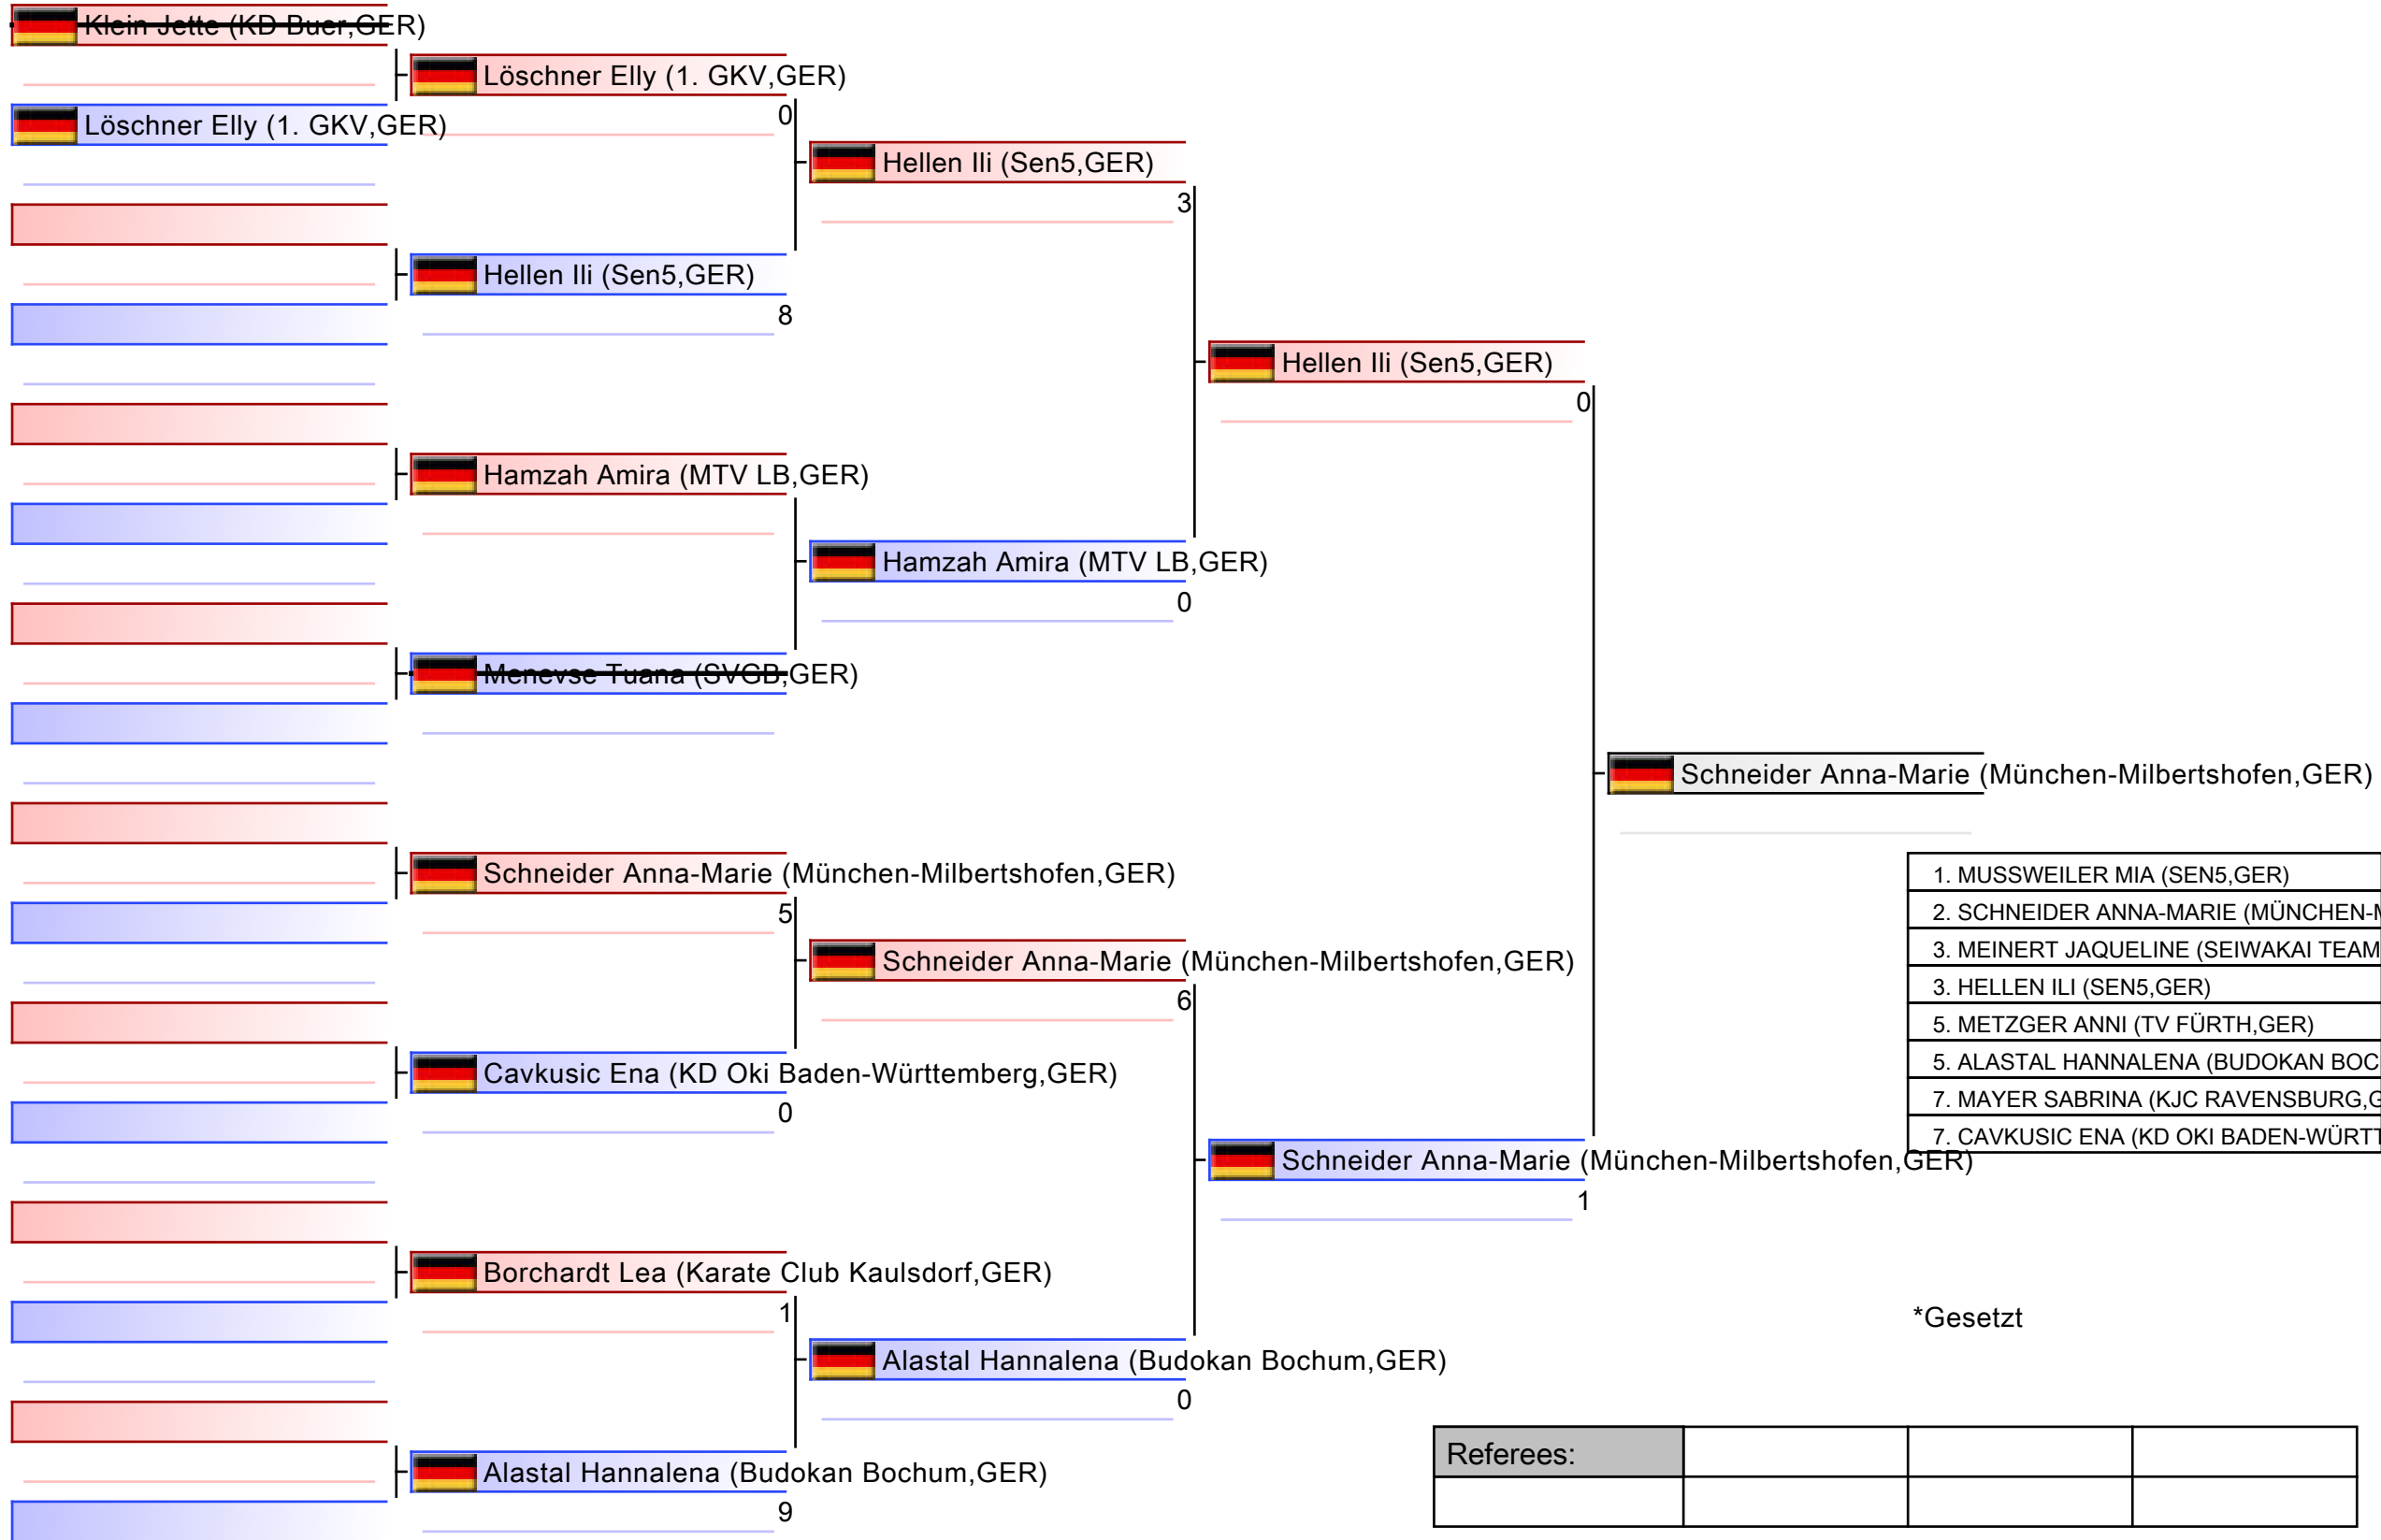 Klein Jette (KD Buer,GER)
Löschner Elly (1. GKV,GER)
0
Löschner Elly (1. GKV,GER)
Hellen Ili (Sen5,GER)
3
Hellen Ili (Sen5,GER)
8
Hellen Ili (Sen5,GER)
0
Hamzah Amira (MTV LB,GER)
Hamzah Amira (MTV LB,GER)
0
Menevse Tuana (SVGB,GER)
Schneider Anna-Marie (München-Milbertshofen,GER)
Schneider Anna-Marie (München-Milbertshofen,GER)
5
Schneider Anna-Marie (München-Milbertshofen,GER)
6
Cavkusic Ena (KD Oki Baden-Württemberg,GER)
0
Schneider Anna-Marie (München-Milbertshofen,GER)
1
Borchardt Lea (Karate Club Kaulsdorf,GER)
1
Alastal Hannalena (Budokan Bochum,GER)
0
Alastal Hannalena (Budokan Bochum,GER)
9
1. MUSSWEILER MIA (SEN5,GER)
2. SCHNEIDER ANNA-MARIE (MÜNCHEN-M
3. MEINERT JAQUELINE (SEIWAKAI TEAM
3. HELLEN ILI (SEN5,GER)
5. METZGER ANNI (TV FÜRTH,GER)
5. ALASTAL HANNALENA (BUDOKAN BOC
7. MAYER SABRINA (KJC RAVENSBURG,G
7. CAVKUSIC ENA (KD OKI BADEN-WÜRTT
*Gesetzt
Referees: